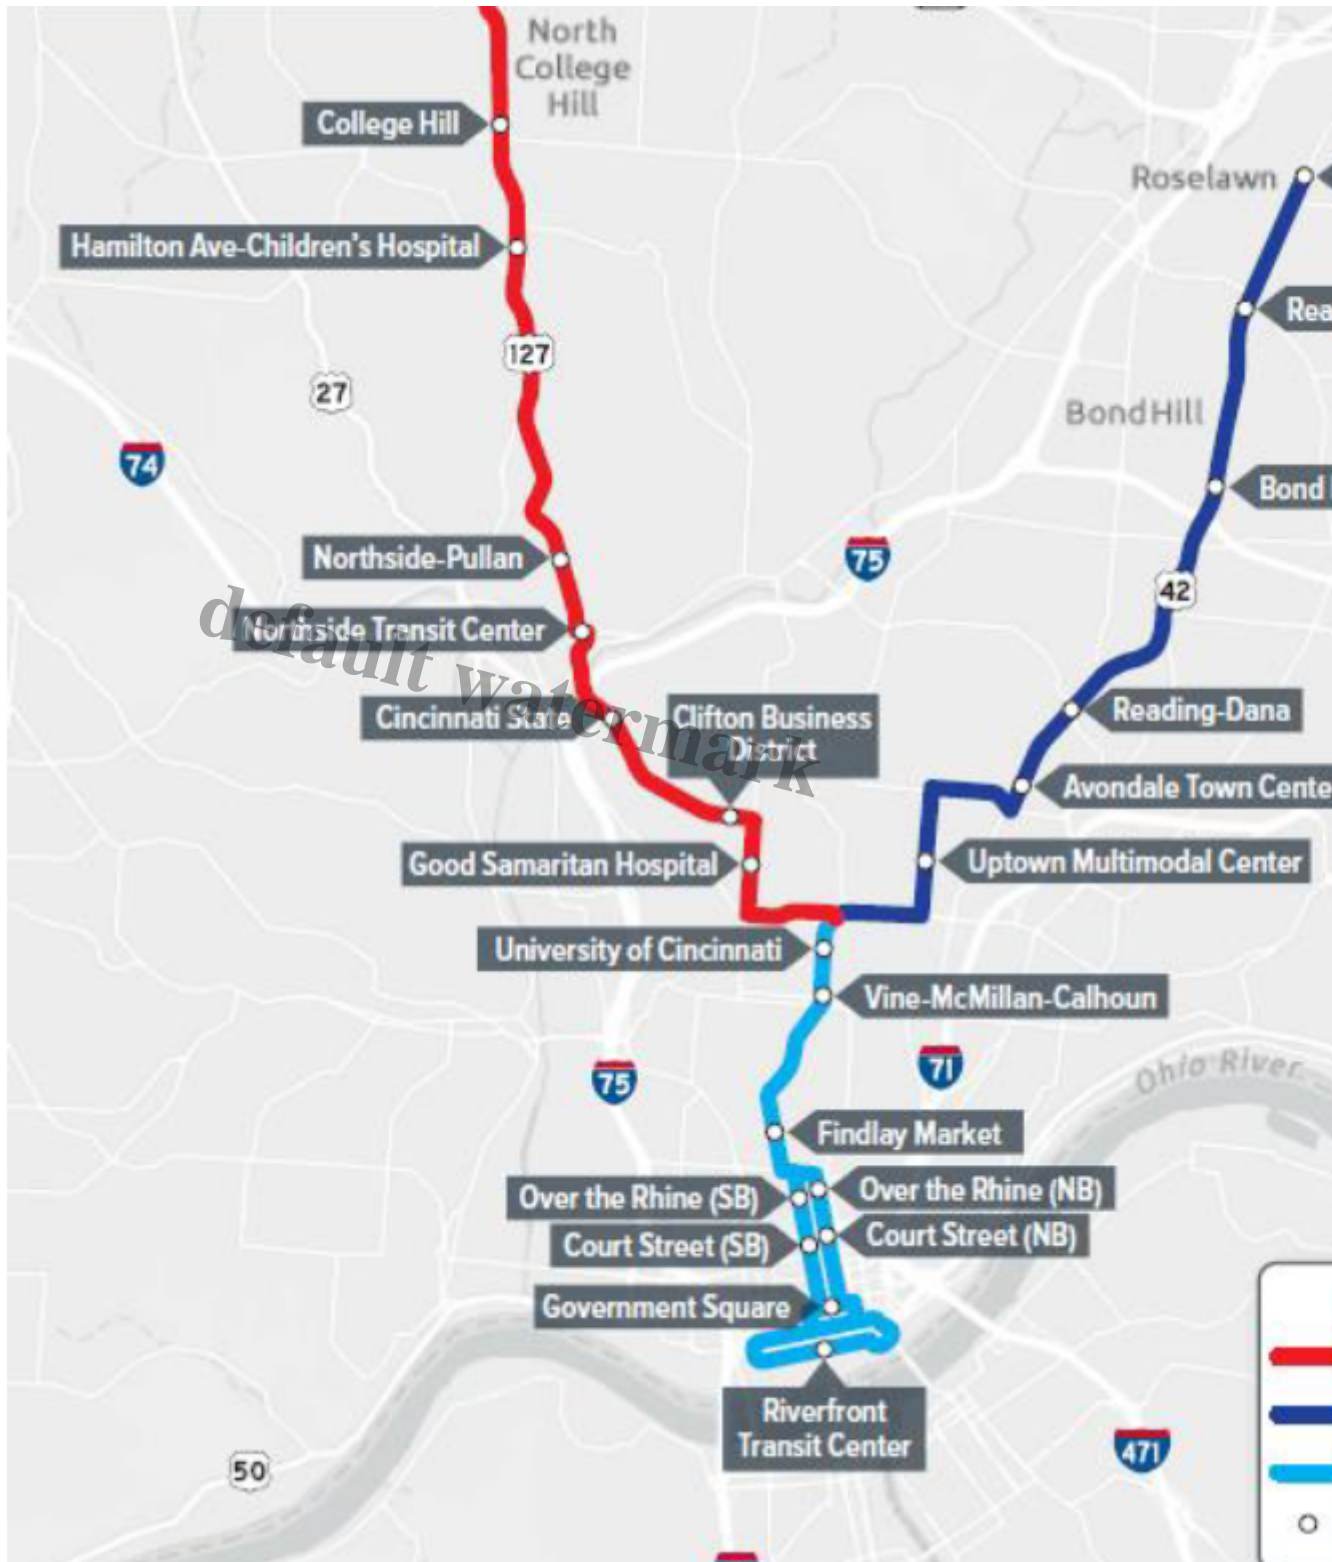 North
College
Hill
College Hill
Roselawn
Hamilton Ave-Children's Hospital
Rea
127
27
BondHill
74
Bond
75
Northside-Pullan
42
default watermark
Northside Transit Center
Cincinnati State
Clifton Business
District
Reading-Dana
Avondale Town Cente
Good Samaritan Hospital
Uptown Multimodal Center
University of Cincinnati
Vine-McMillan-Calhoun
75
71
Ohio River
Findlay Market
Over the Rhine (SB)
Over the Rhine (NB)
Court Street (SB)
Court Street (NB)
Government Square
Riverfront
Transit Center
50
471